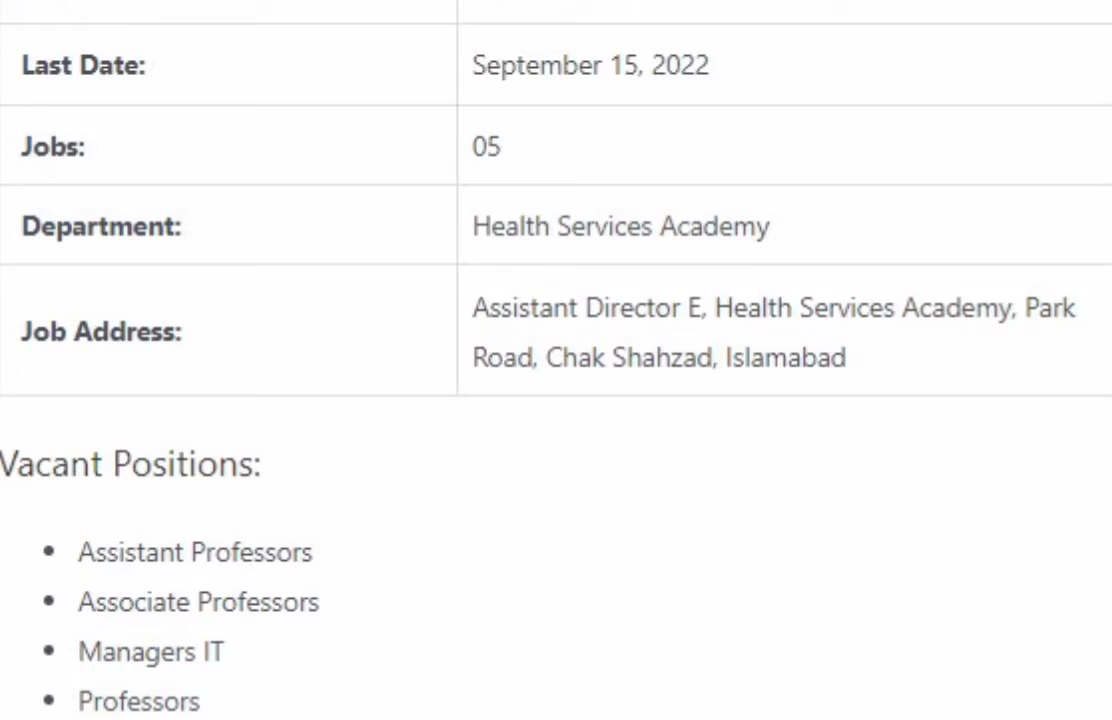 Last Date: September 15, 2022
Jobs: 05
Department: Health Services Academy
Job Address: Assistant Director E, Health Services Academy, Park
Road, Chak Shahzad, Islamabad
Vacant Positions:
• Assistant Professors
• Associate Professors
• Managers IT
• Professors